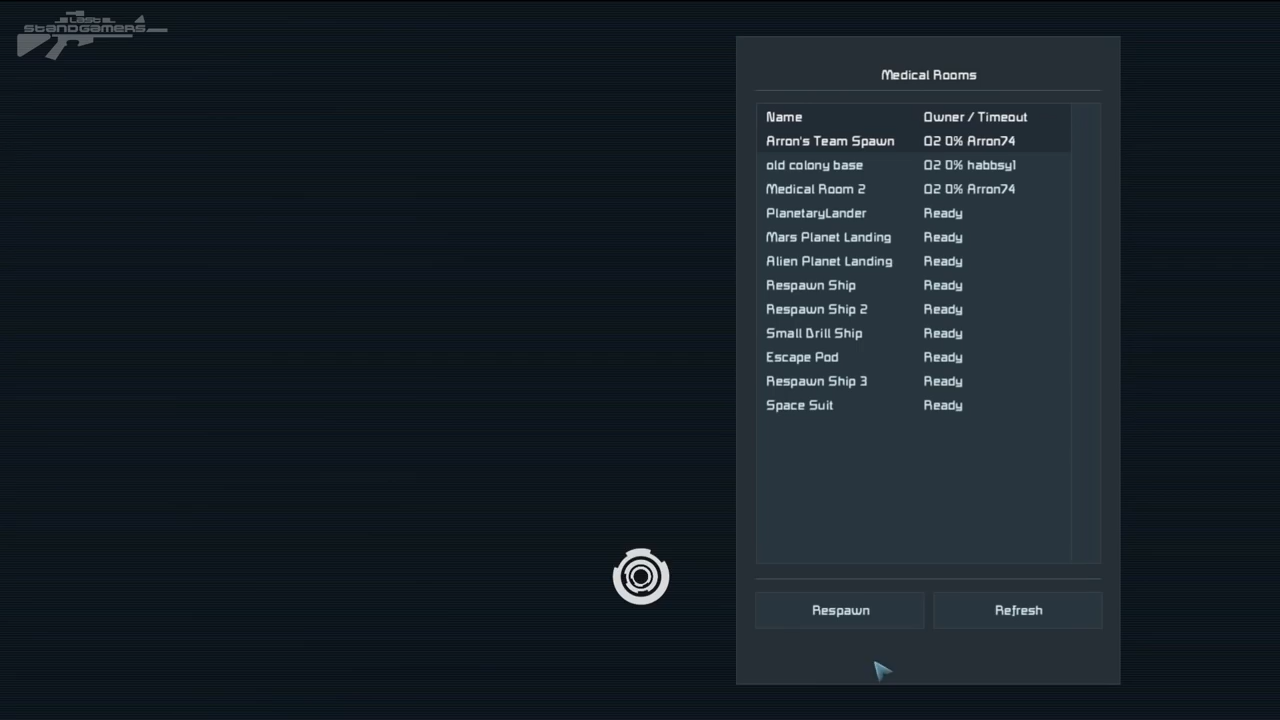 LAST
STANDGAMERS
Medical Rooms
Name Owner / Timeout
Arron's Team Spawn O2 0% Arron74
old colony base O2 0% habbsy1
Medical Room 2 O2 0% Arron74
PlanetaryLander Ready
Mars Planet Landing Ready
Alien Planet Landing Ready
Respawn Ship Ready
Respawn Ship 2 Ready
Small Drill Ship Ready
Escape Pod Ready
Respawn Ship 3 Ready
Space Suit Ready
Respawn Refresh